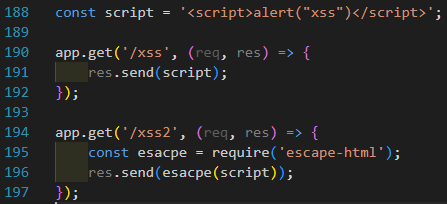 188 const script = '<script>alert("xss")</script>';
189
190 app.get('/xss', (req, res) => {
191     res.send(script);
192 });
193
194 app.get('/xss2', (req, res) => {
195     const esacpe = require('escape-html');
196     res.send(esacpe(script));
197 });